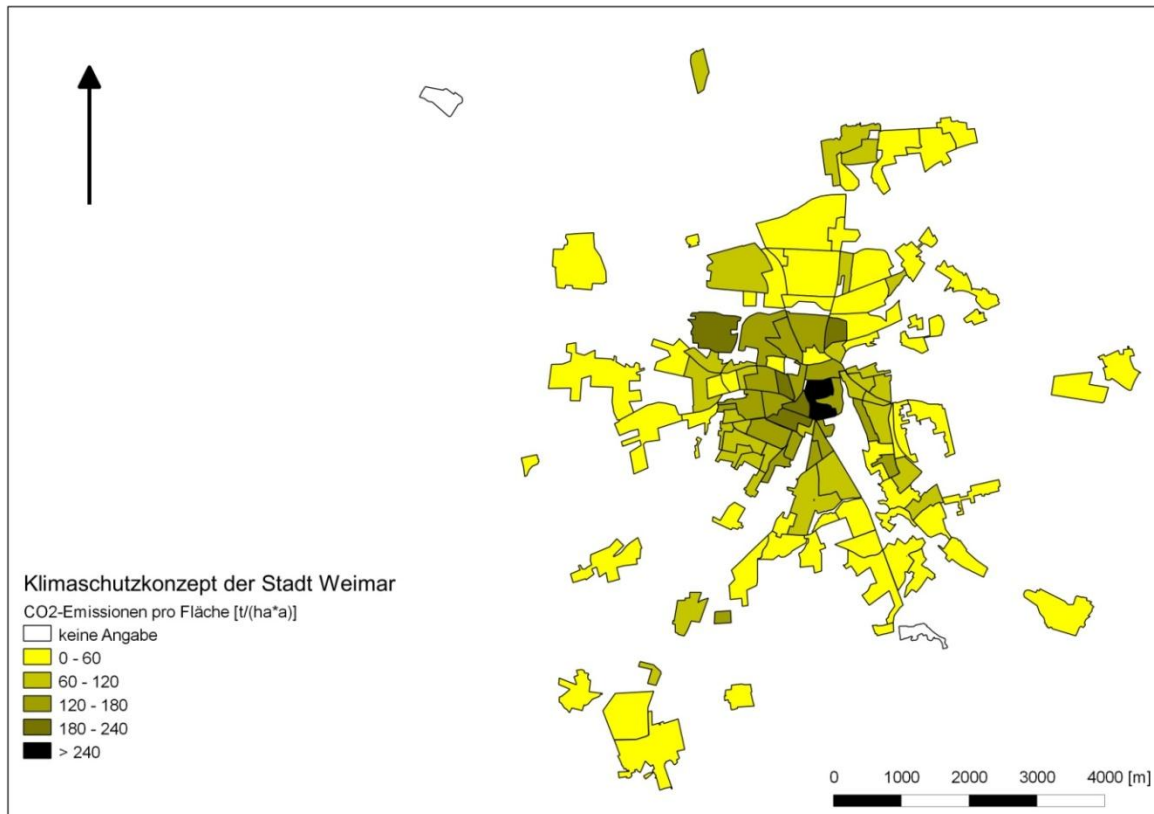 Klimaschutzkonzept der Stadt Weimar
CO2-Emissionen pro Fläche [t/(ha*a)]
keine Angabe
0 - 60
60 - 120
120 - 180
180 - 240
> 240
0 1000 2000 3000 4000 [m]